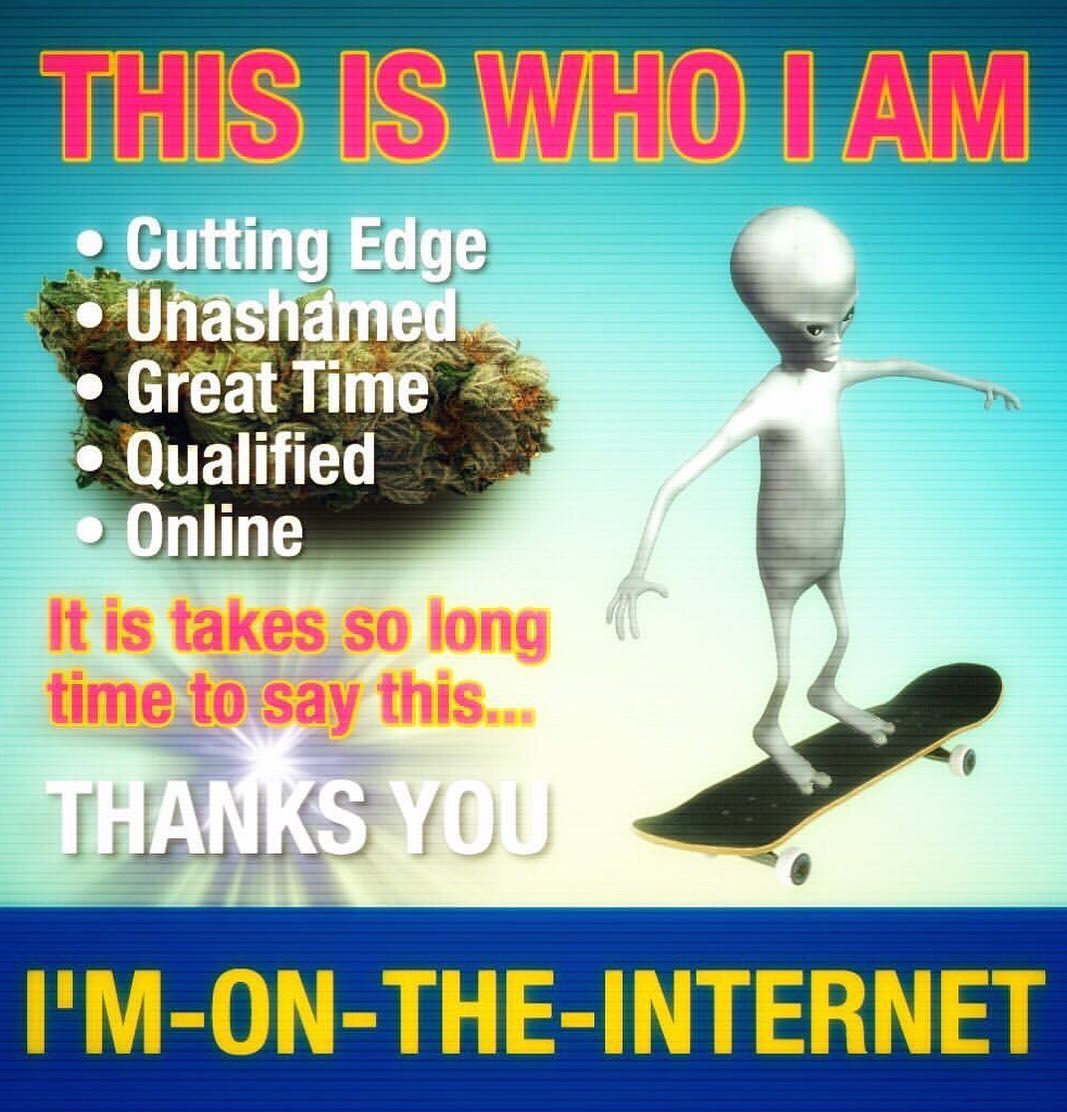 THIS IS WHO I AM
• Cutting Edge
• Unashamed
• Great Time
• Qualified
• Online
It is takes so long
time to say this...
THANKS YOU
I'M-ON-THE-INTERNET